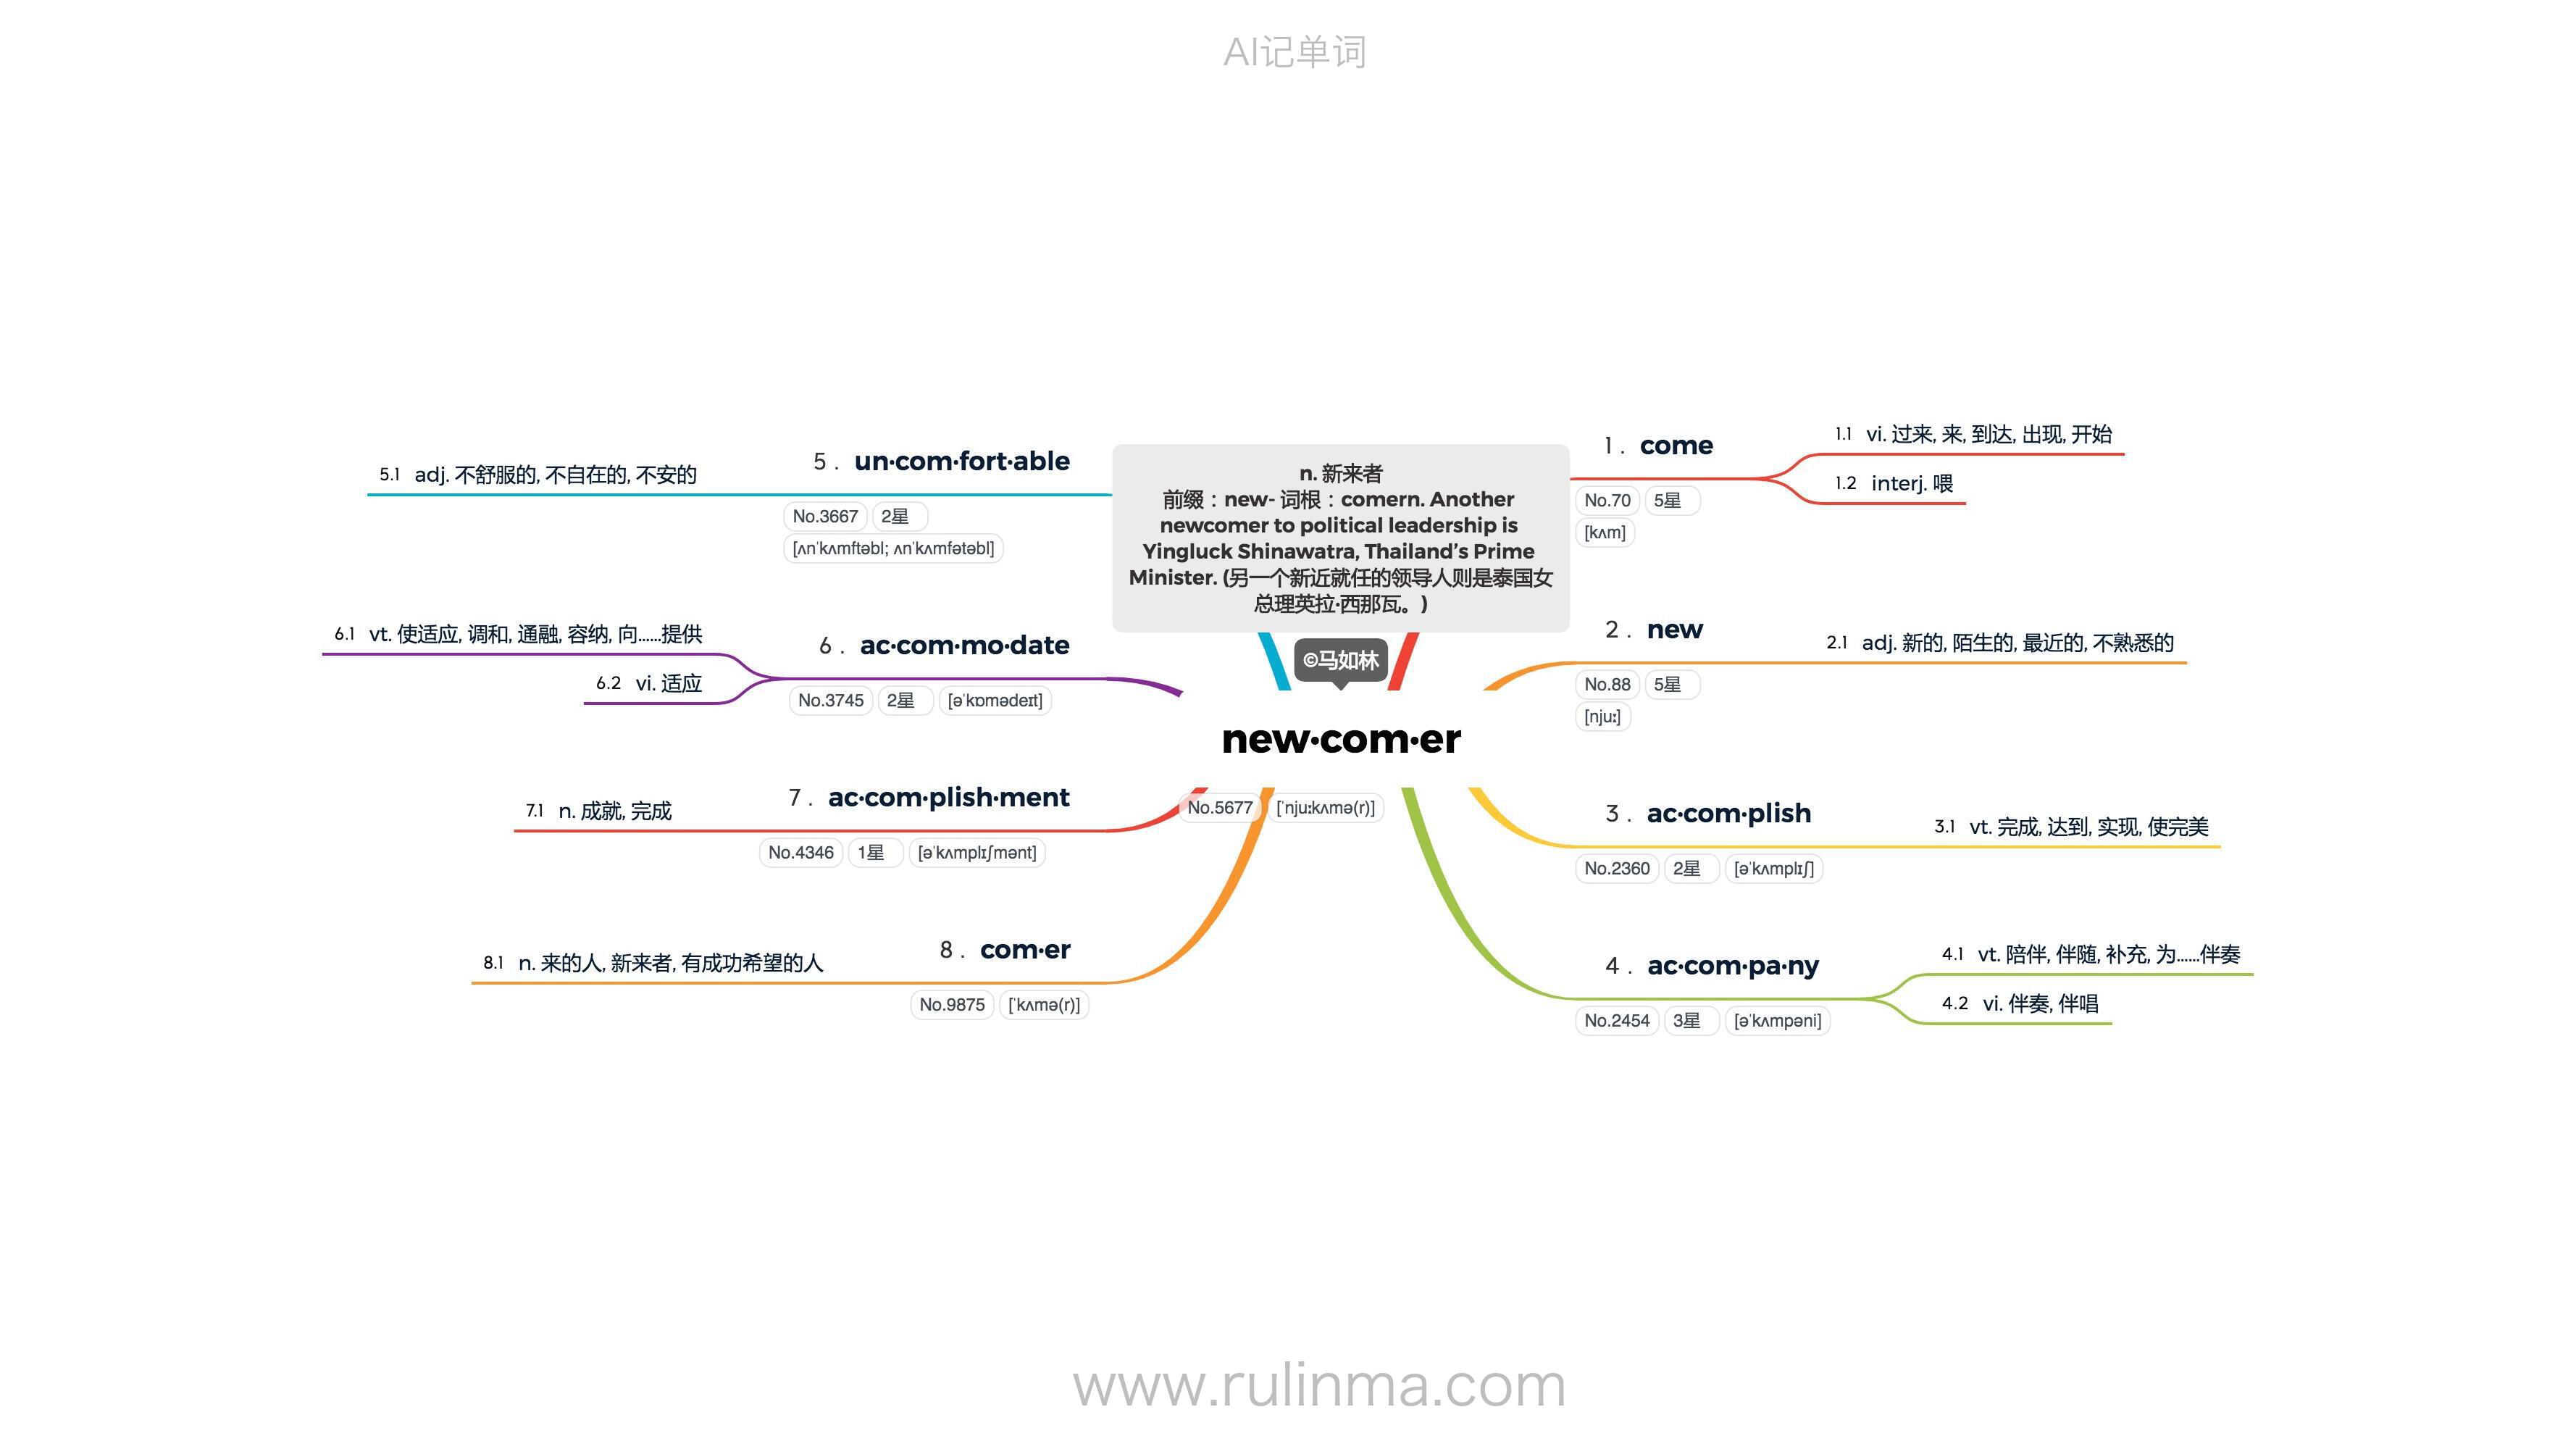 AI记单词
n. 新来者
前缀：new- 词根：comern. Another
newcomer to political leadership is
Yingluck Shinawatra, Thailand’s Prime
Minister. (另一个新近就任的领导人则是泰国女
总理英拉·西那瓦。)
©马如林
new·com·er
No.5677 [ˈnjuːkʌmə(r)]
1 . come
No.70 5星
[kʌm]
1.1 vi. 过来, 来, 到达, 出现, 开始
1.2 interj. 喂
2 . new
No.88 5星
[njuː]
2.1 adj. 新的, 陌生的, 最近的, 不熟悉的
3 . ac·com·plish
No.2360 2星 [əˈkʌmplɪʃ]
3.1 vt. 完成, 达到, 实现, 使完美
4 . ac·com·pa·ny
No.2454 3星 [əˈkʌmpəni]
4.1 vt. 陪伴, 伴随, 补充, 为……伴奏
4.2 vi. 伴奏, 伴唱
5 . un·com·fort·able
No.3667 2星
[ʌnˈkʌmftəbl; ʌnˈkʌmfətəbl]
5.1 adj. 不舒服的, 不自在的, 不安的
6 . ac·com·mo·date
No.3745 2星 [əˈkɒmədeɪt]
6.1 vt. 使适应, 调和, 通融, 容纳, 向……提供
6.2 vi. 适应
7 . ac·com·plish·ment
No.4346 1星 [əˈkʌmplɪʃmənt]
7.1 n. 成就, 完成
8 . com·er
No.9875 [ˈkʌmə(r)]
8.1 n. 来的人, 新来者, 有成功希望的人
www.rulinma.com